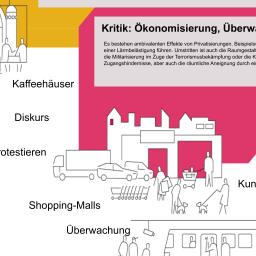 Kritik: Ökonomisierung, Überwa
Es bestehen ambivalenten Effekte von Privatisierungen. Beispielsw
einer Lärmbelästigung führen. Umstritten ist auch die Raumgestalt
die Militarisierung im Zuge der Terrorismusbekämpfung oder die K
Zugangshindernisse, aber auch die räumliche Aneignung durch ein
Kaffeehäuser
Diskurs
rotestieren
Kun
Shopping-Malls
Überwachung